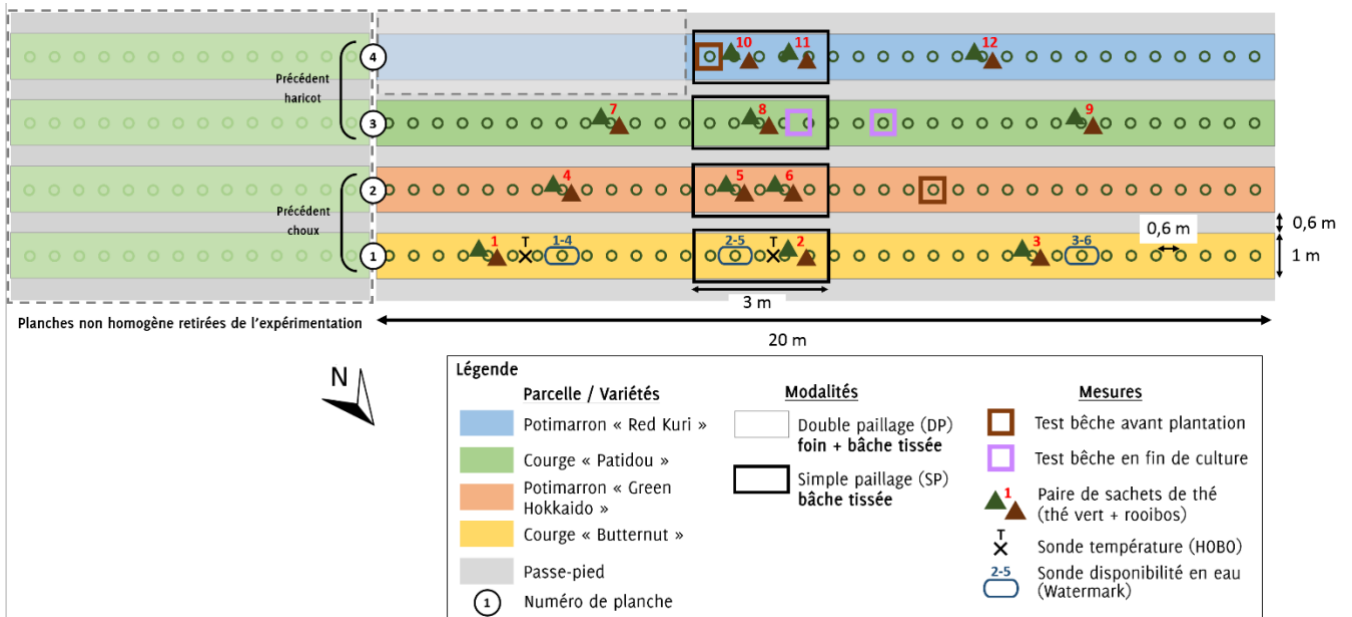 10
11
12
4
Précédent
haricot
7
8
9
3
4
5
6
2
Précédent
choux
0,6 m
0,6 m
1
T
1-4
2-5
T
2
3
3-6
1
1 m
3 m
Planches non homogène retirées de l'expérimentation
20 m
N
Légende
Parcelle / Variétés
Potimarron « Red Kuri »
Courge « Patidou »
Potimarron « Green
Hokkaido »
Courge « Butternut »
Passe-pied
1
Numéro de planche
Modalités
Double paillage (DP)
foin + bâche tissée
Simple paillage (SP)
bâche tissée
Mesures
Test bêche avant plantation
Test bêche en fin de culture
1
Paire de sachets de thé
(thé vert + rooibos)
T
Sonde température (HOBO)
2-5
Sonde disponibilité en eau
(Watermark)